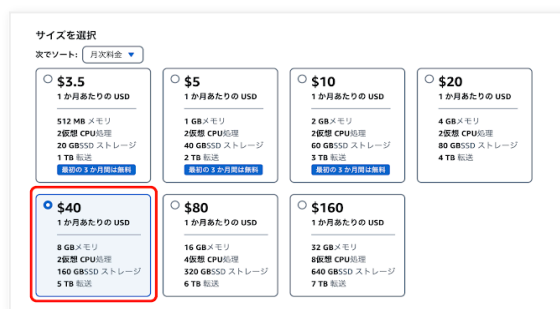 サイズを選択
次でソート: 月次料金 ▼
$3.5
1 か月あたりの USD
512 MB メモリ
2仮想 CPU処理
20 GBSSD ストレージ
1 TB 転送
最初の 3 か月間は無料
$5
1 か月あたりの USD
1 GBメモリ
2仮想 CPU処理
40 GBSSD ストレージ
2 TB 転送
最初の 3 か月間は無料
$10
1 か月あたりの USD
2 GBメモリ
2仮想 CPU処理
60 GBSSD ストレージ
3 TB 転送
最初の 3 か月間は無料
$20
1 か月あたりの USD
4 GBメモリ
2仮想 CPU処理
80 GBSSD ストレージ
4 TB 転送
$40
1 か月あたりの USD
8 GBメモリ
2仮想 CPU処理
160 GBSSD ストレージ
5 TB 転送
$80
1 か月あたりの USD
16 GBメモリ
4仮想 CPU処理
320 GBSSD ストレージ
6 TB 転送
$160
1 か月あたりの USD
32 GBメモリ
8仮想 CPU処理
640 GBSSD ストレージ
7 TB 転送